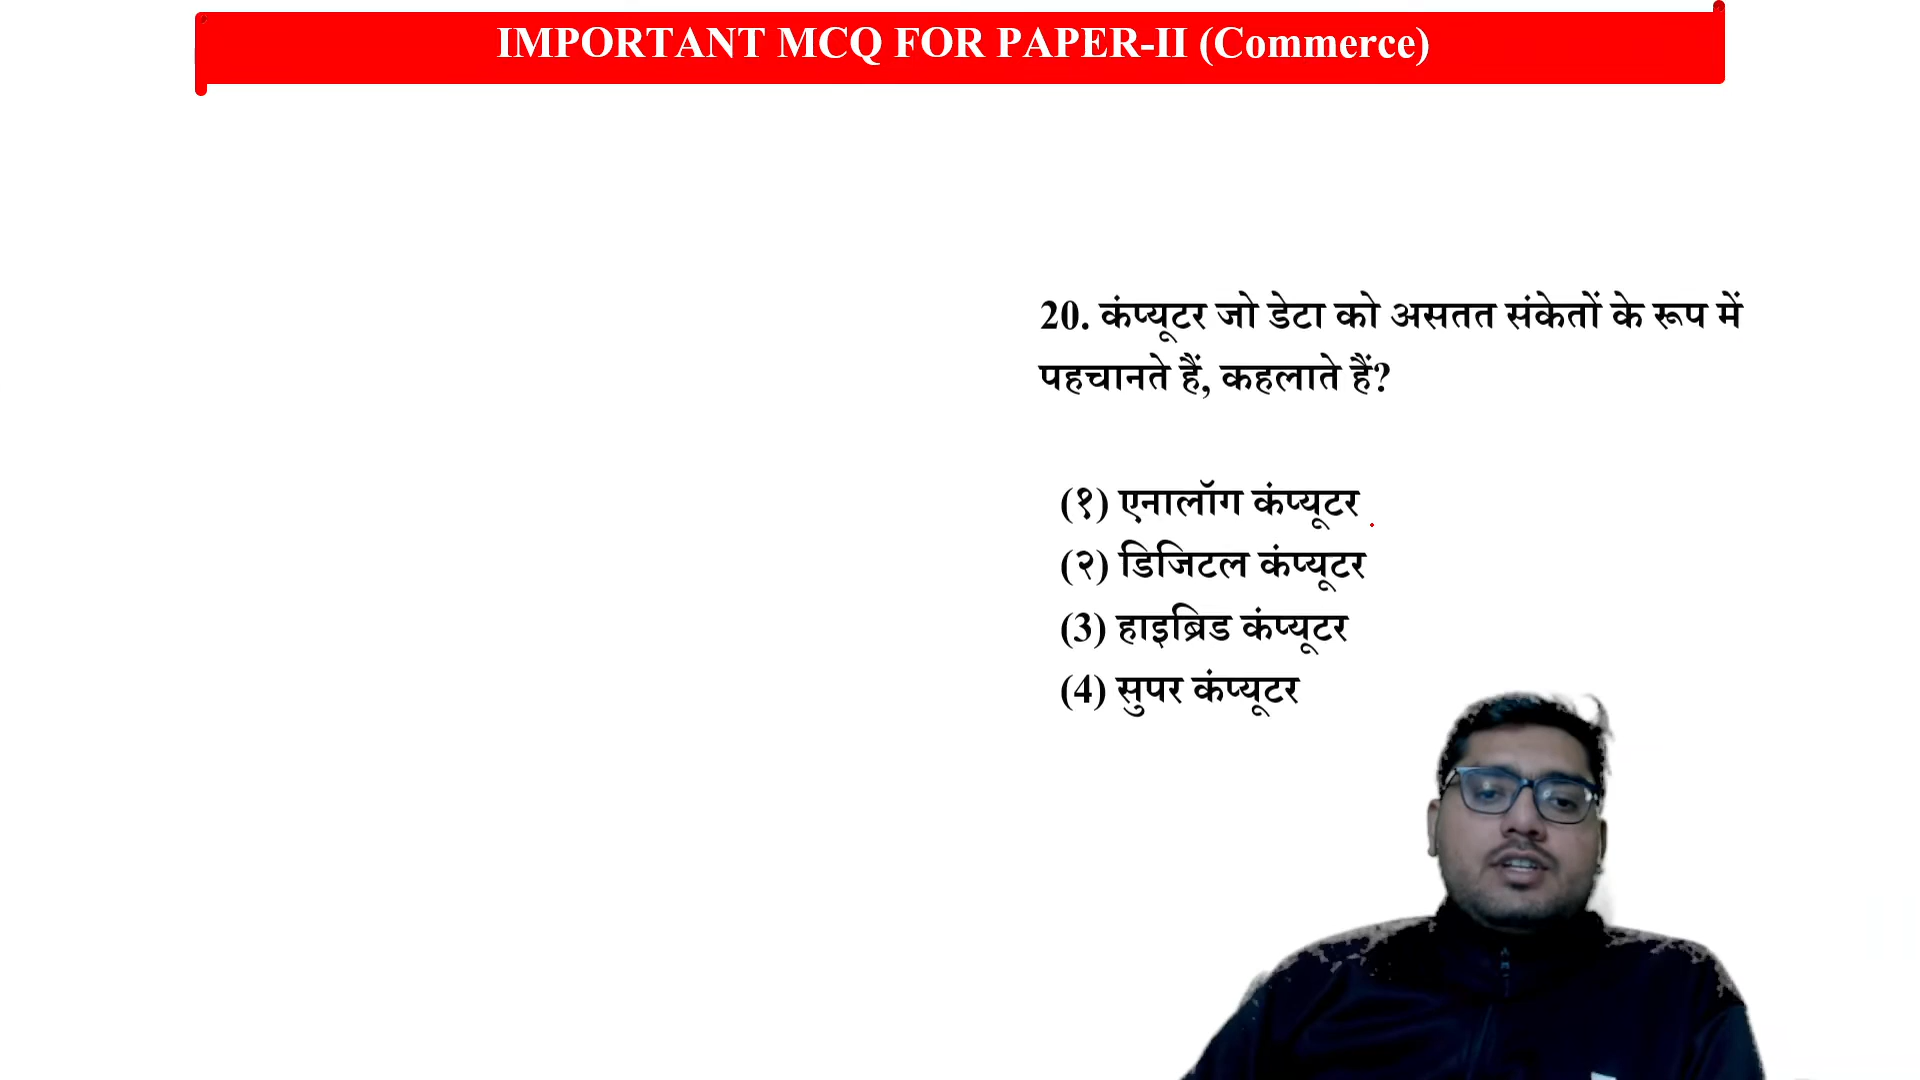 IMPORTANT MCQ FOR PAPER-II (Commerce)
20. कंप्यूटर जो डेटा को असतत संकेतों के रूप में
पहचानते हैं, कहलाते हैं?
(१) एनालॉग कंप्यूटर
(२) डिजिटल कंप्यूटर
(3) हाइब्रिड कंप्यूटर
(4) सुपर कंप्यूटर